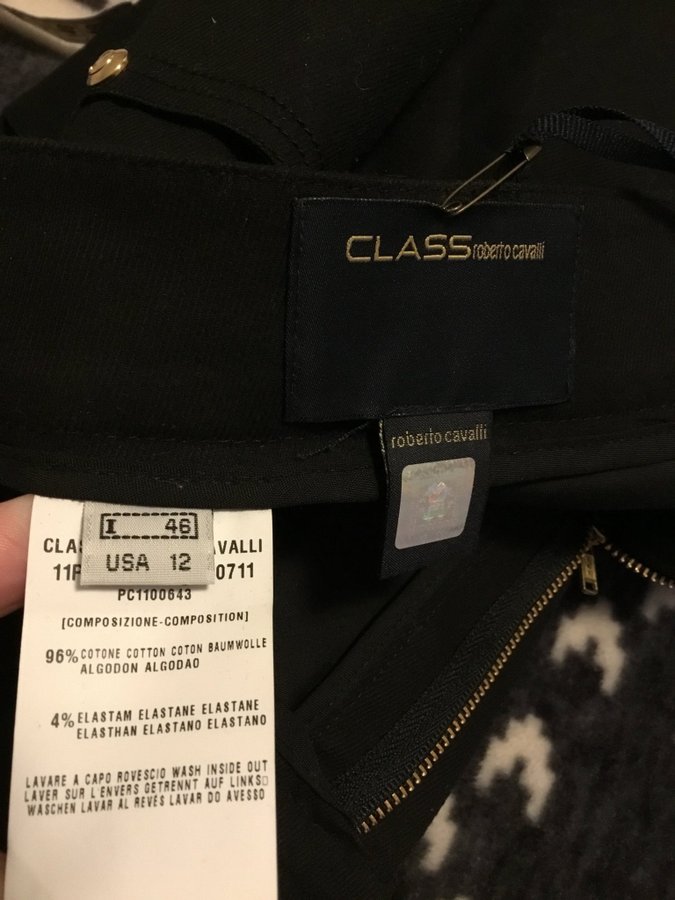 CLASS roberto cavalli
roberto cavalli
I 46
USA 12
PC1100643
[COMPOSIZIONE-COMPOSITION]
96% COTONE COTTON COTON BAUMWOLLE
ALGODON ALGODAO
4% ELASTAM ELASTANE ELASTANE
ELASTHAN ELASTANO ELASTANO
LAVARE A CAPO ROVESCIO WASH INSIDE OUT
LAVER SUR L'ENVERS GETRENNT AUF LINKS
WASCHEN LAVAR AL REVES LAVAR DO AVESSO